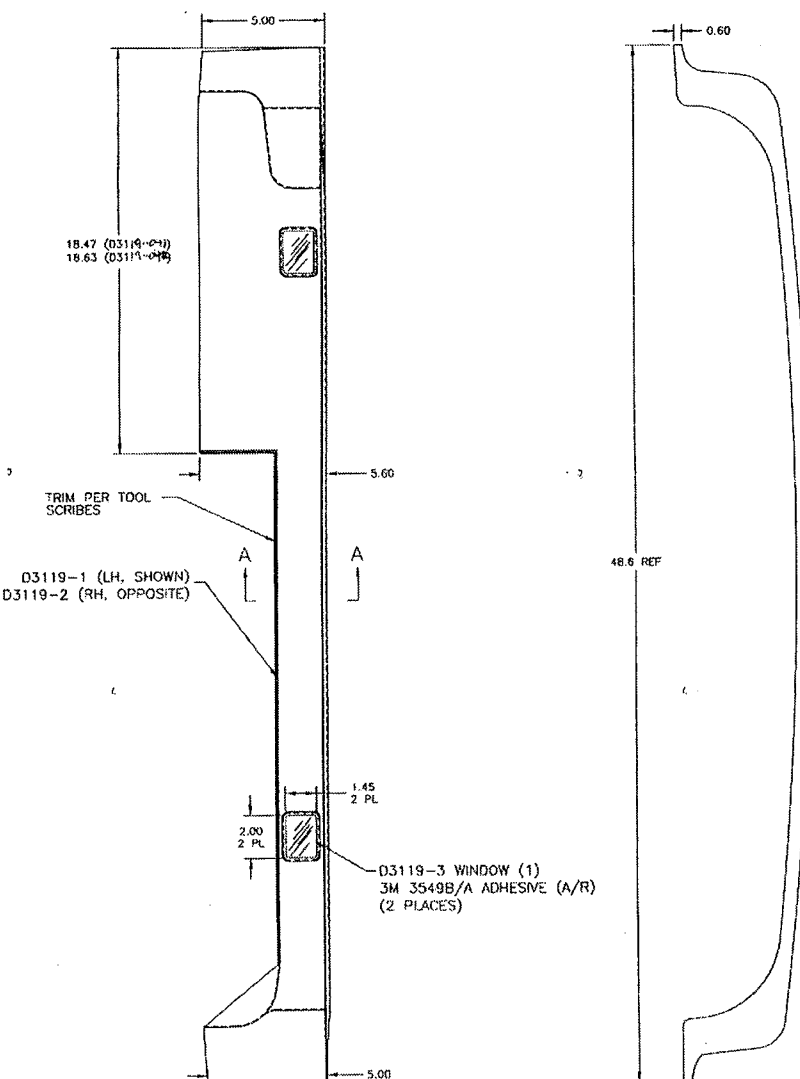 5.00
0.60
18.47 (D3119-041)
18.63 (D3119-042)
5.60
TRIM PER TOOL
SCRIBES
A A
48.6 REF
D3119-1 (LH, SHOWN)
D3119-2 (RH, OPPOSITE)
1.45
2 PL
2.00
2 PL
D3119-3 WINDOW (1)
3M 3549B/A ADHESIVE (A/R)
(2 PLACES)
5.00